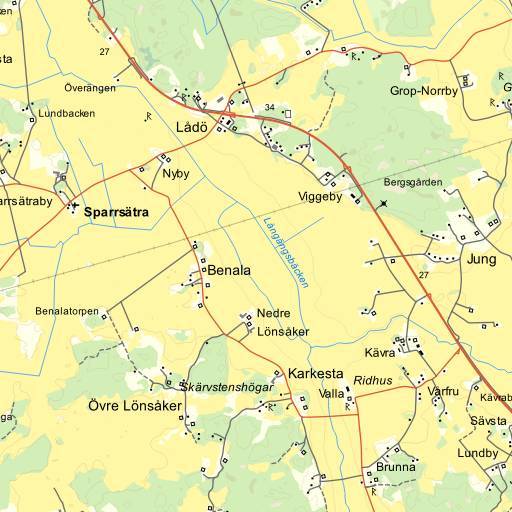 27
Överängen
Grop-Norrby
Lundbacken
34
Lådö
Nyby
Bergsgården
Viggeby
Sparrsätra
Långängsbäcken
Jung
Benala
27
Benalatorpen
Nedre
Lönsåker
Kävra
Karkesta
Skärvstenshögar
Ridhus
Valla
Varfru
Övre Lönsåker
Sävsta
Lundby
Brunna